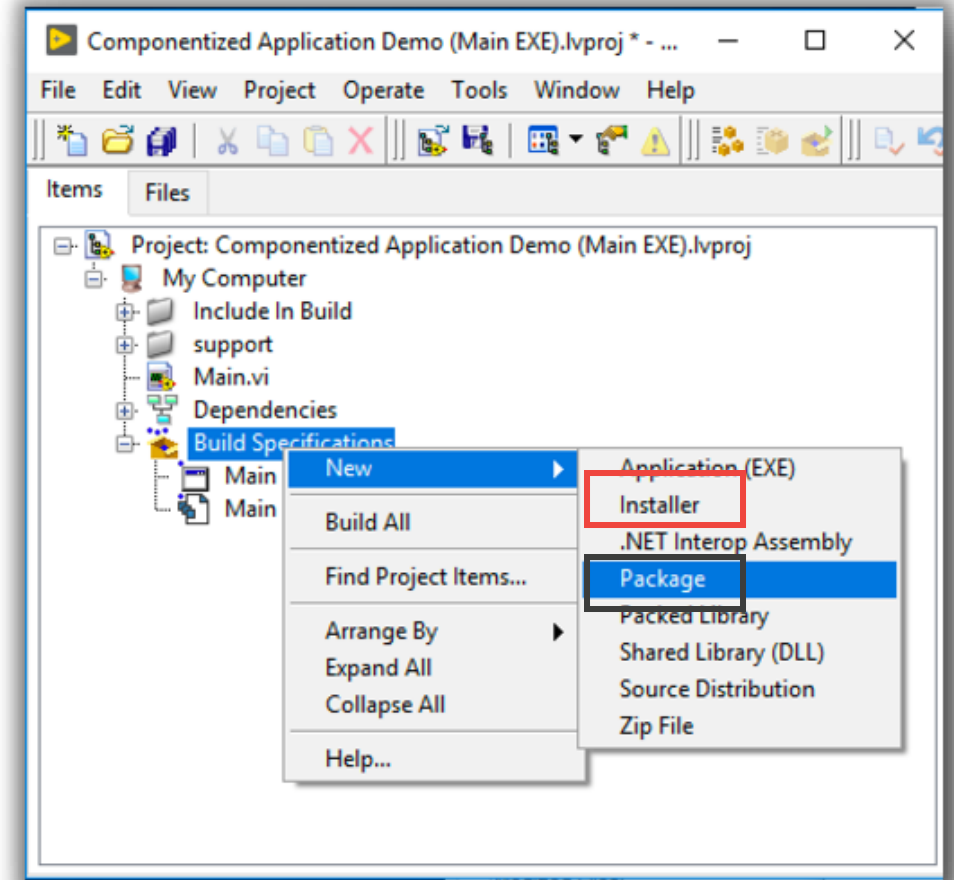 Componentized Application Demo (Main EXE).lvproj * - ...
File Edit View Project Operate Tools Window Help
Items Files
Project: Componentized Application Demo (Main EXE).lvproj
My Computer
Include In Build
support
Main.vi
Dependencies
Build Specifications
Main
Main
New
Build All
Find Project Items...
Arrange By
Expand All
Collapse All
Help...
Application (EXE)
Installer
.NET Interop Assembly
Package
Packed Library
Shared Library (DLL)
Source Distribution
Zip File